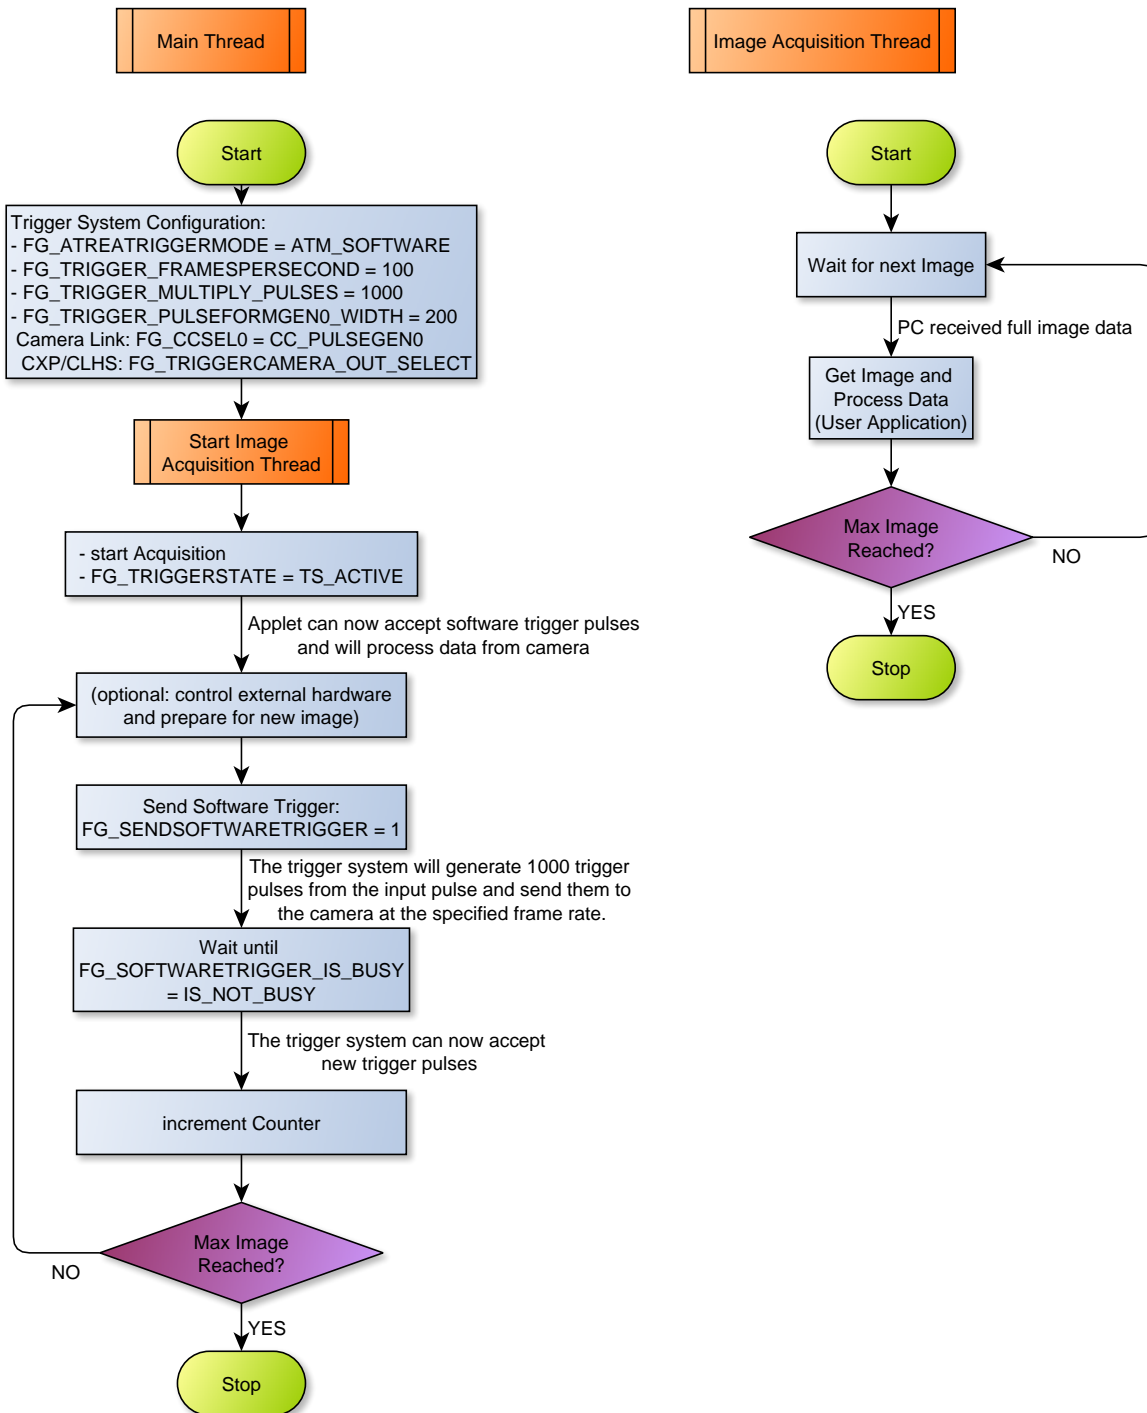 Main Thread
Start
Trigger System Configuration:
- FG_ATREATRIGGERMODE = ATM_SOFTWARE
- FG_TRIGGER_FRAMESPERSECOND = 100
- FG_TRIGGER_MULTIPLY_PULSES = 1000
- FG_TRIGGER_PULSEFORMGEN0_WIDTH = 200
Camera Link: FG_CCSEL0 = CC_PULSEGEN0
CXP/CLHS: FG_TRIGGERCAMERA_OUT_SELECT
Start Image
Acquisition Thread
- start Acquisition
- FG_TRIGGERSTATE = TS_ACTIVE
Applet can now accept software trigger pulses
and will process data from camera
(optional: control external hardware
and prepare for new image)
Send Software Trigger:
FG_SENDSOFTWARETRIGGER = 1
The trigger system will generate 1000 trigger
pulses from the input pulse and send them to
the camera at the specified frame rate.
Wait until
FG_SOFTWARETRIGGER_IS_BUSY
= IS_NOT_BUSY
The trigger system can now accept
new trigger pulses
increment Counter
Max Image
Reached?
NO
YES
Stop
Image Acquisition Thread
Start
Wait for next Image
PC received full image data
Get Image and
Process Data
(User Application)
Max Image
Reached?
NO
YES
Stop